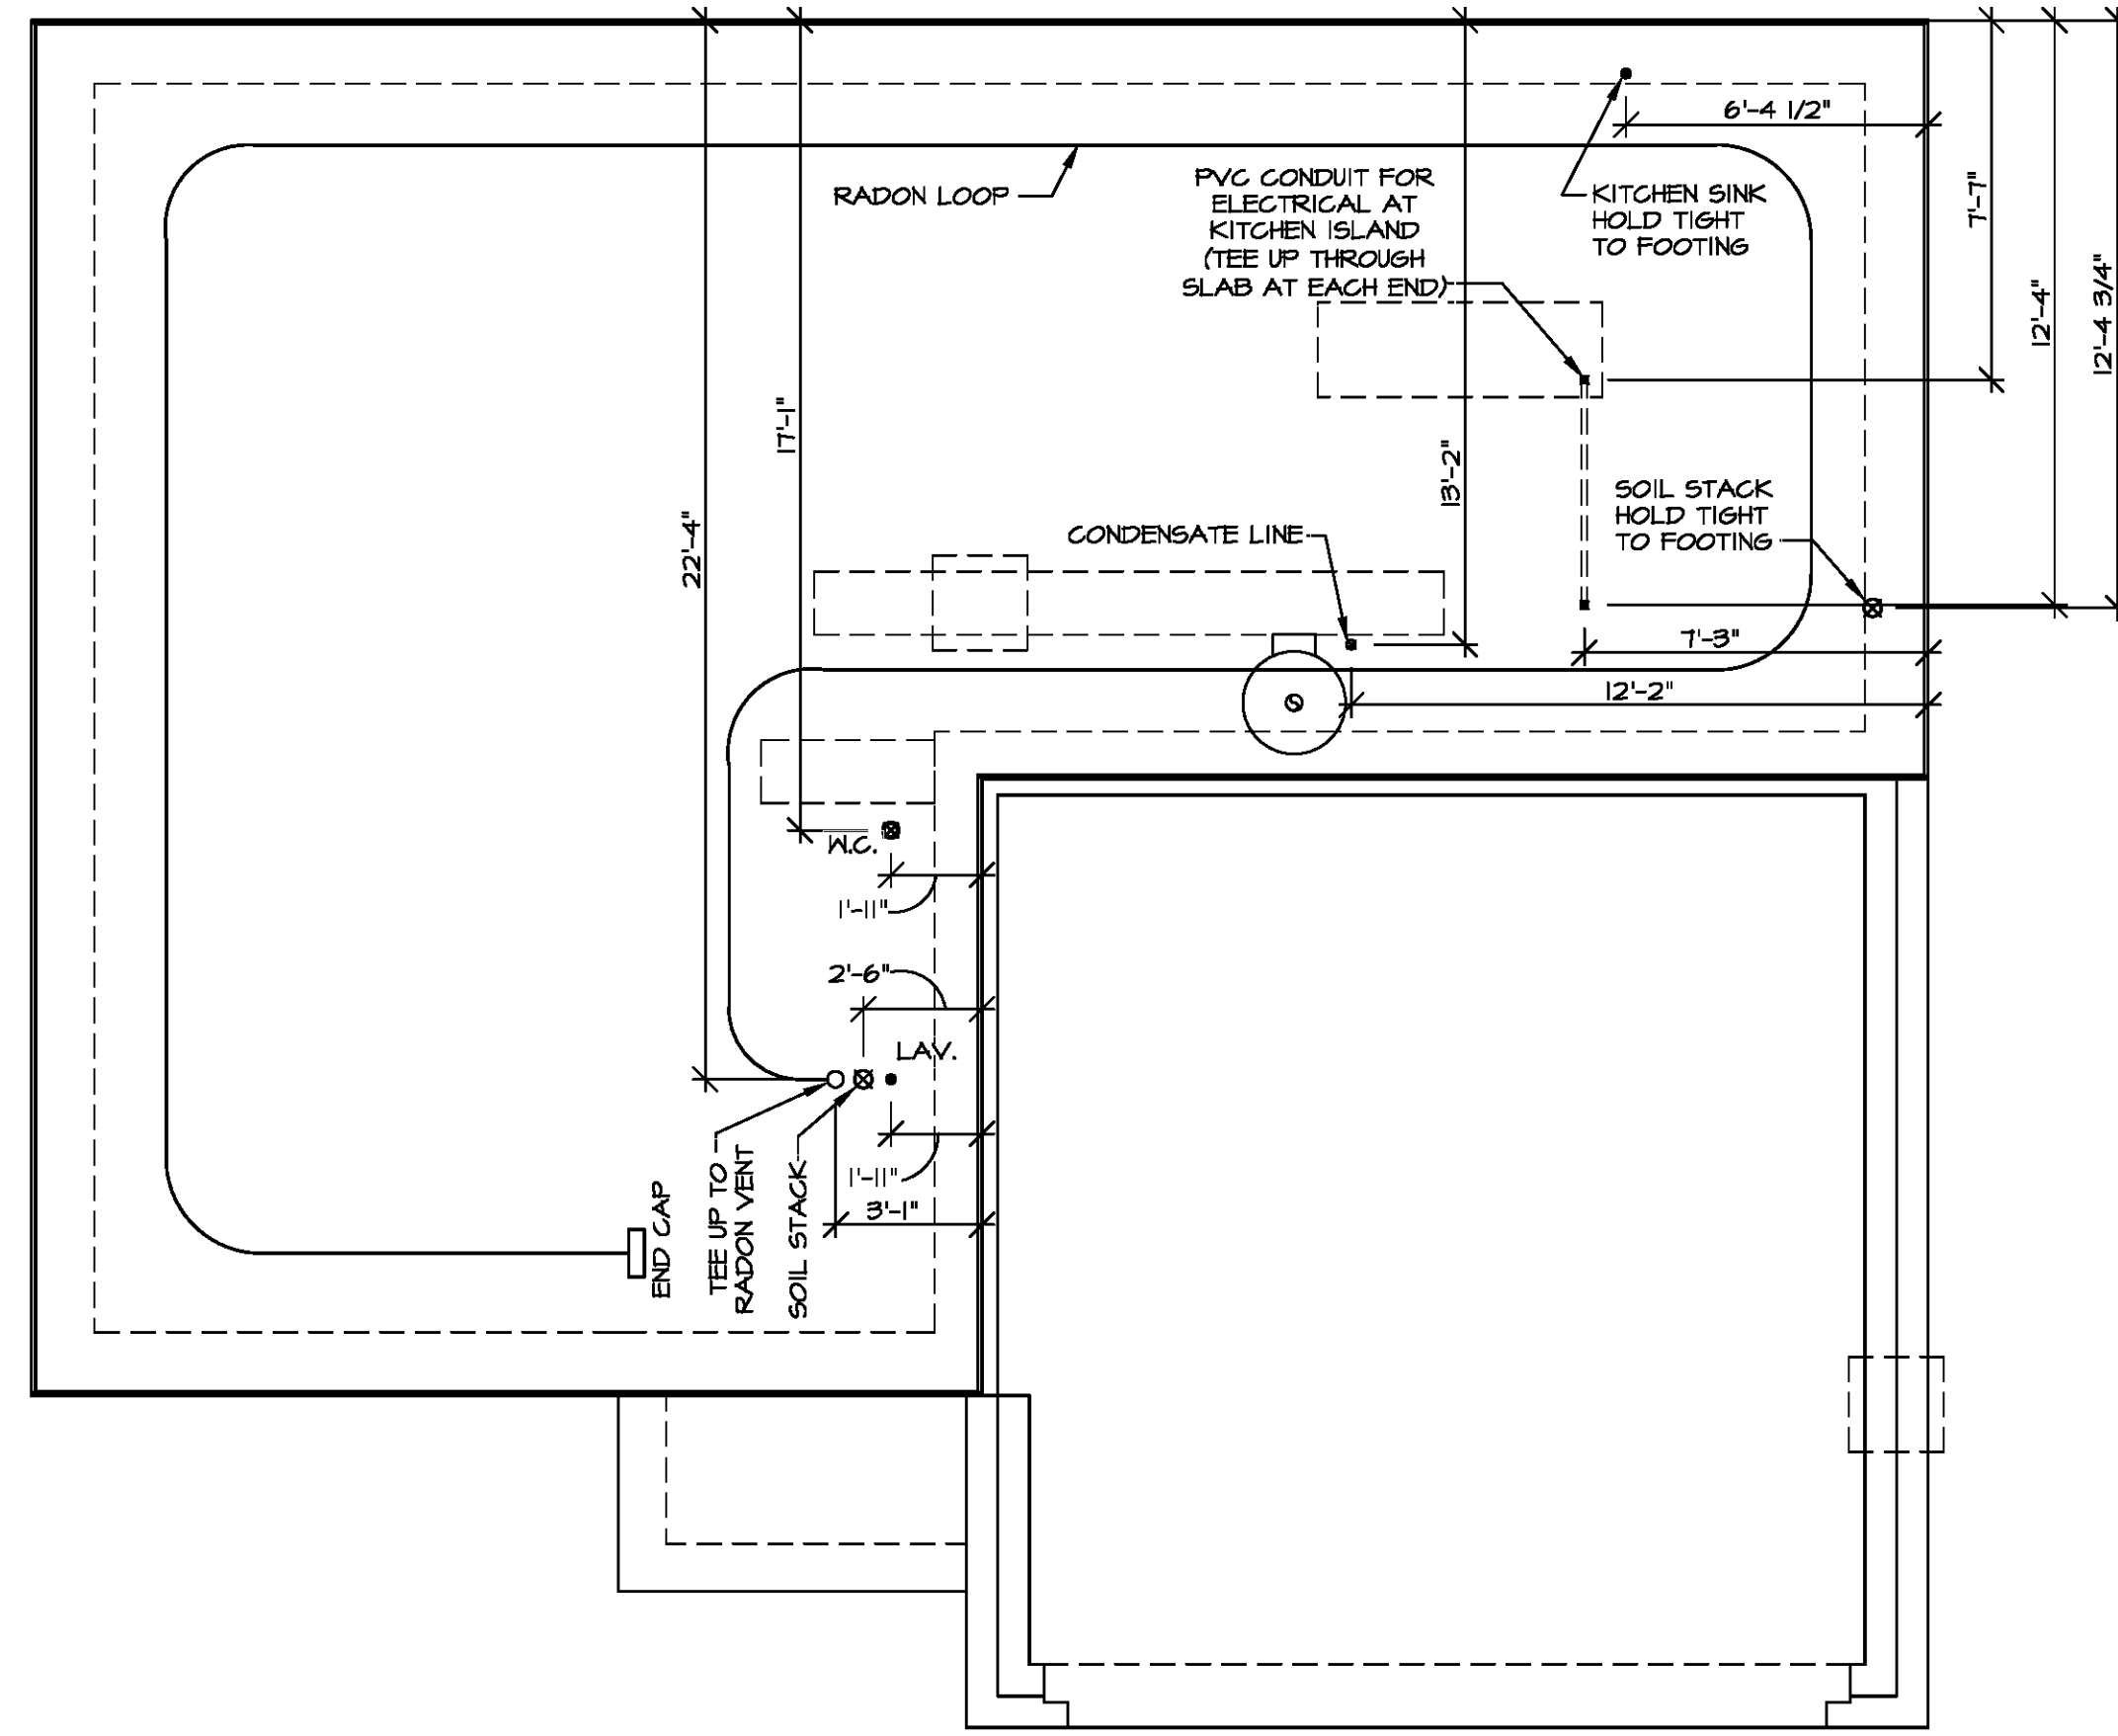 6'-4 1/2"
RADON LOOP
PVC CONDUIT FOR
ELECTRICAL AT
KITCHEN ISLAND
(TEE UP THROUGH
SLAB AT EACH END)
KITCHEN SINK
HOLD TIGHT
TO FOOTING
7'-7"
12'-4"
12'-4 3/4"
17'-1"
13'-2"
22'-4"
CONDENSATE LINE
SOIL STACK
HOLD TIGHT
TO FOOTING
7'-3"
12'-2"
W.C.
1'-11"
2'-6"
LAV.
1'-11"
3'-1"
END CAP
TEE UP TO
RADON VENT
SOIL STACK